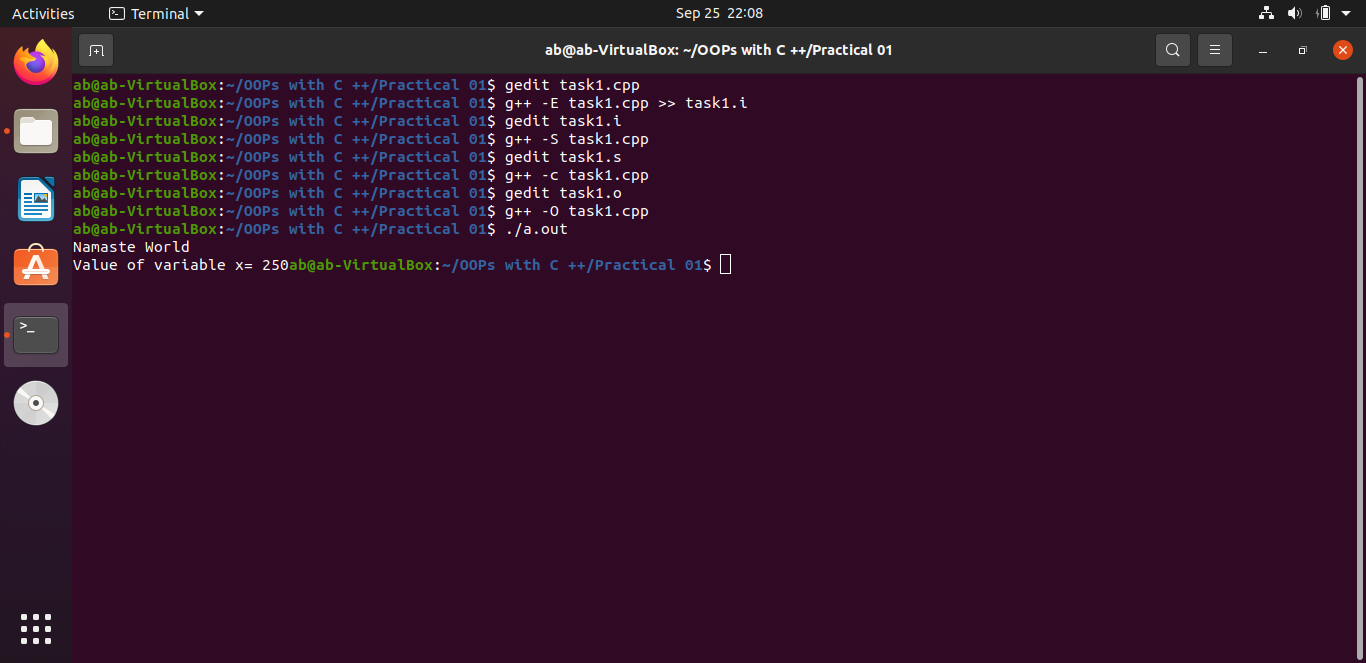 Activities Terminal Sep 25 22:08
ab@ab-VirtualBox: ~/OOPs with C ++/Practical 01
ab@ab-VirtualBox:~/OOPs with C ++/Practical 01$ gedit task1.cpp
ab@ab-VirtualBox:~/OOPs with C ++/Practical 01$ g++ -E task1.cpp >> task1.i
ab@ab-VirtualBox:~/OOPs with C ++/Practical 01$ gedit task1.i
ab@ab-VirtualBox:~/OOPs with C ++/Practical 01$ g++ -S task1.cpp
ab@ab-VirtualBox:~/OOPs with C ++/Practical 01$ gedit task1.s
ab@ab-VirtualBox:~/OOPs with C ++/Practical 01$ g++ -c task1.cpp
ab@ab-VirtualBox:~/OOPs with C ++/Practical 01$ gedit task1.o
ab@ab-VirtualBox:~/OOPs with C ++/Practical 01$ g++ -O task1.cpp
ab@ab-VirtualBox:~/OOPs with C ++/Practical 01$ ./a.out
Namaste World
Value of variable x= 250ab@ab-VirtualBox:~/OOPs with C ++/Practical 01$